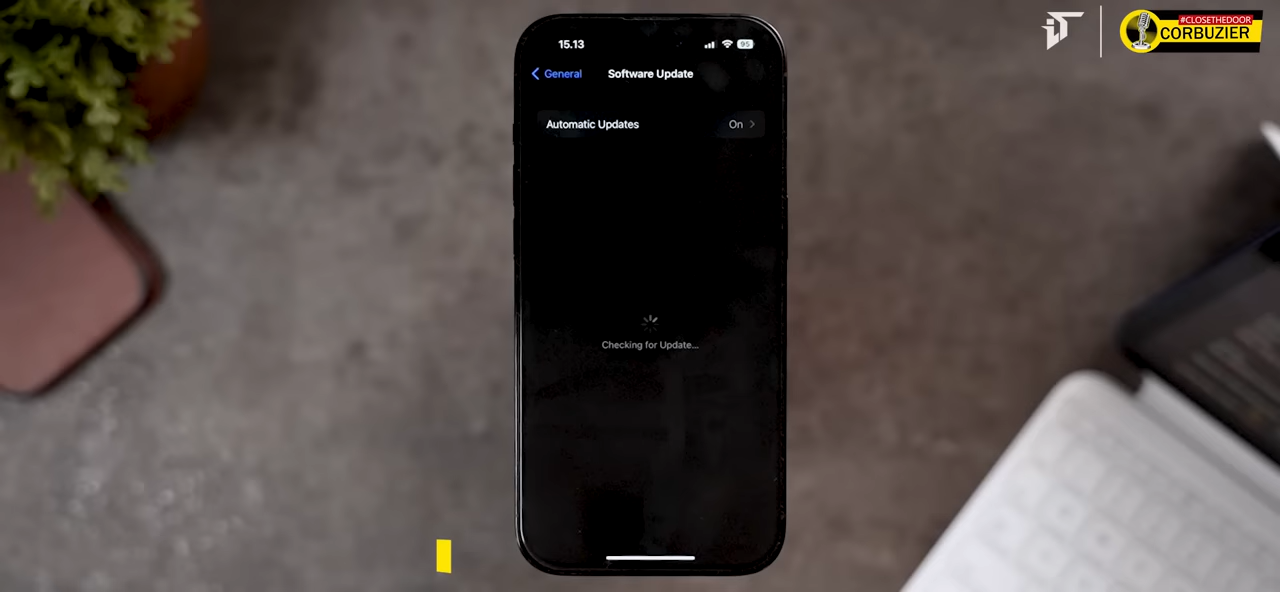 15.13
95
General
Software Update
Automatic Updates
On
Checking for Update...
#CLOSETHEDOOR
CORBUZIER